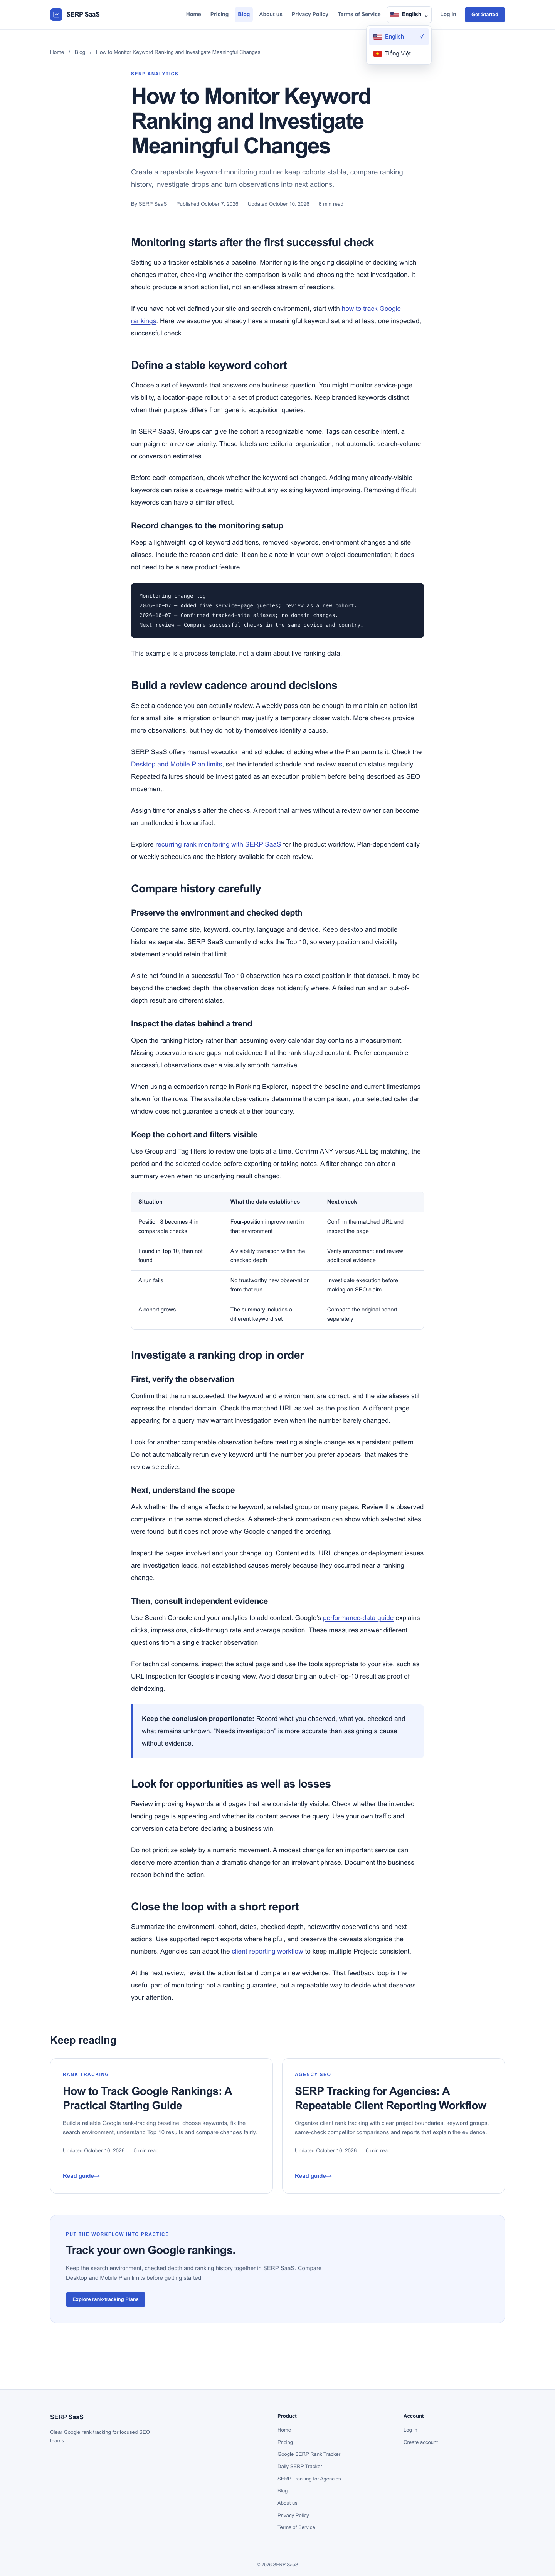 SERP SaaS
Home Pricing Blog About us Privacy Policy Terms of Service English Log in Get Started
English ✓
Tiếng Việt
Home / Blog / How to Monitor Keyword Ranking and Investigate Meaningful Changes
SERP ANALYTICS
How to Monitor Keyword
Ranking and Investigate
Meaningful Changes
Create a repeatable keyword monitoring routine: keep cohorts stable, compare ranking
history, investigate drops and turn observations into next actions.
By SERP SaaS Published October 7, 2026 Updated October 10, 2026 6 min read
Monitoring starts after the first successful check
Setting up a tracker establishes a baseline. Monitoring is the ongoing discipline of deciding which
changes matter, checking whether the comparison is valid and choosing the next investigation. It
should produce a short action list, not an endless stream of reactions.
If you have not yet defined your site and search environment, start with how to track Google
rankings. Here we assume you already have a meaningful keyword set and at least one inspected,
successful check.
Define a stable keyword cohort
Choose a set of keywords that answers one business question. You might monitor service-page
visibility, a location-page rollout or a set of product categories. Keep branded keywords distinct
when their purpose differs from generic acquisition queries.
In SERP SaaS, Groups can give the cohort a recognizable home. Tags can describe intent, a
campaign or a review priority. These labels are editorial organization, not automatic search-volume
or conversion estimates.
Before each comparison, check whether the keyword set changed. Adding many already-visible
keywords can raise a coverage metric without any existing keyword improving. Removing difficult
keywords can have a similar effect.
Record changes to the monitoring setup
Keep a lightweight log of keyword additions, removed keywords, environment changes and site
aliases. Include the reason and date. It can be a note in your own project documentation; it does
not need to be a new product feature.
Monitoring change log
2026-10-07 — Added five service-page queries; review as a new cohort.
2026-10-07 — Confirmed tracked-site aliases; no domain changes.
Next review — Compare successful checks in the same device and country.
This example is a process template, not a claim about live ranking data.
Build a review cadence around decisions
Select a cadence you can actually review. A weekly pass can be enough to maintain an action list
for a small site; a migration or launch may justify a temporary closer watch. More checks provide
more observations, but they do not by themselves identify a cause.
SERP SaaS offers manual execution and scheduled checking where the Plan permits it. Check the
Desktop and Mobile Plan limits, set the intended schedule and review execution status regularly.
Repeated failures should be investigated as an execution problem before being described as SEO
movement.
Assign time for analysis after the checks. A report that arrives without a review owner can become
an unattended inbox artifact.
Explore recurring rank monitoring with SERP SaaS for the product workflow, Plan-dependent daily
or weekly schedules and the history available for each review.
Compare history carefully
Preserve the environment and checked depth
Compare the same site, keyword, country, language and device. Keep desktop and mobile
histories separate. SERP SaaS currently checks the Top 10, so every position and visibility
statement should retain that limit.
A site not found in a successful Top 10 observation has no exact position in that dataset. It may be
beyond the checked depth; the observation does not identify where. A failed run and an out-of-
depth result are different states.
Inspect the dates behind a trend
Open the ranking history rather than assuming every calendar day contains a measurement.
Missing observations are gaps, not evidence that the rank stayed constant. Prefer comparable
successful observations over a visually smooth narrative.
When using a comparison range in Ranking Explorer, inspect the baseline and current timestamps
shown for the rows. The available observations determine the comparison; your selected calendar
window does not guarantee a check at either boundary.
Keep the cohort and filters visible
Use Group and Tag filters to review one topic at a time. Confirm ANY versus ALL tag matching, the
period and the selected device before exporting or taking notes. A filter change can alter a
summary even when no underlying result changed.
Situation What the data establishes Next check
Position 8 becomes 4 in comparable checks Four-position improvement in that environment Confirm the matched URL and inspect the page
Found in Top 10, then not found A visibility transition within the checked depth Verify environment and review additional evidence
A run fails No trustworthy new observation from that run Investigate execution before making an SEO claim
A cohort grows The summary includes a different keyword set Compare the original cohort separately
Investigate a ranking drop in order
First, verify the observation
Confirm that the run succeeded, the keyword and environment are correct, and the site aliases still
express the intended domain. Check the matched URL as well as the position. A different page
appearing for a query may warrant investigation even when the number barely changed.
Look for another comparable observation before treating a single change as a persistent pattern.
Do not automatically rerun every keyword until the number you prefer appears; that makes the
review selective.
Next, understand the scope
Ask whether the change affects one keyword, a related group or many pages. Review the observed
competitors in the same stored checks. A shared-check comparison can show which selected sites
were found, but it does not prove why Google changed the ordering.
Inspect the pages involved and your change log. Content edits, URL changes or deployment issues
are investigation leads, not established causes merely because they occurred near a ranking
change.
Then, consult independent evidence
Use Search Console and your analytics to add context. Google's performance-data guide explains
clicks, impressions, click-through rate and average position. These measures answer different
questions from a single tracker observation.
For technical concerns, inspect the actual page and use the tools appropriate to your site, such as
URL Inspection for Google's indexing view. Avoid describing an out-of-Top-10 result as proof of
deindexing.
Keep the conclusion proportionate: Record what you observed, what you checked and
what remains unknown. “Needs investigation” is more accurate than assigning a cause
without evidence.
Look for opportunities as well as losses
Review improving keywords and pages that are consistently visible. Check whether the intended
landing page is appearing and whether its content serves the query. Use your own traffic and
conversion data before declaring a business win.
Do not prioritize solely by a numeric movement. A modest change for an important service can
deserve more attention than a dramatic change for an irrelevant phrase. Document the business
reason behind the action.
Close the loop with a short report
Summarize the environment, cohort, dates, checked depth, noteworthy observations and next
actions. Use supported report exports where helpful, and preserve the caveats alongside the
numbers. Agencies can adapt the client reporting workflow to keep multiple Projects consistent.
At the next review, revisit the action list and compare new evidence. That feedback loop is the
useful part of monitoring: not a ranking guarantee, but a repeatable way to decide what deserves
your attention.
Keep reading
RANK TRACKING
How to Track Google Rankings: A
Practical Starting Guide
Build a reliable Google rank-tracking baseline: choose keywords, fix the
search environment, understand Top 10 results and compare changes fairly.
Updated October 10, 2026 5 min read
Read guide→
AGENCY SEO
SERP Tracking for Agencies: A
Repeatable Client Reporting Workflow
Organize client rank tracking with clear project boundaries, keyword groups,
same-check competitor comparisons and reports that explain the evidence.
Updated October 10, 2026 6 min read
Read guide→
PUT THE WORKFLOW INTO PRACTICE
Track your own Google rankings.
Keep the search environment, checked depth and ranking history together in SERP SaaS. Compare
Desktop and Mobile Plan limits before getting started.
Explore rank-tracking Plans
SERP SaaS
Clear Google rank tracking for focused SEO
teams.
Product
Home
Pricing
Google SERP Rank Tracker
Daily SERP Tracker
SERP Tracking for Agencies
Blog
About us
Privacy Policy
Terms of Service
Account
Log in
Create account
© 2026 SERP SaaS